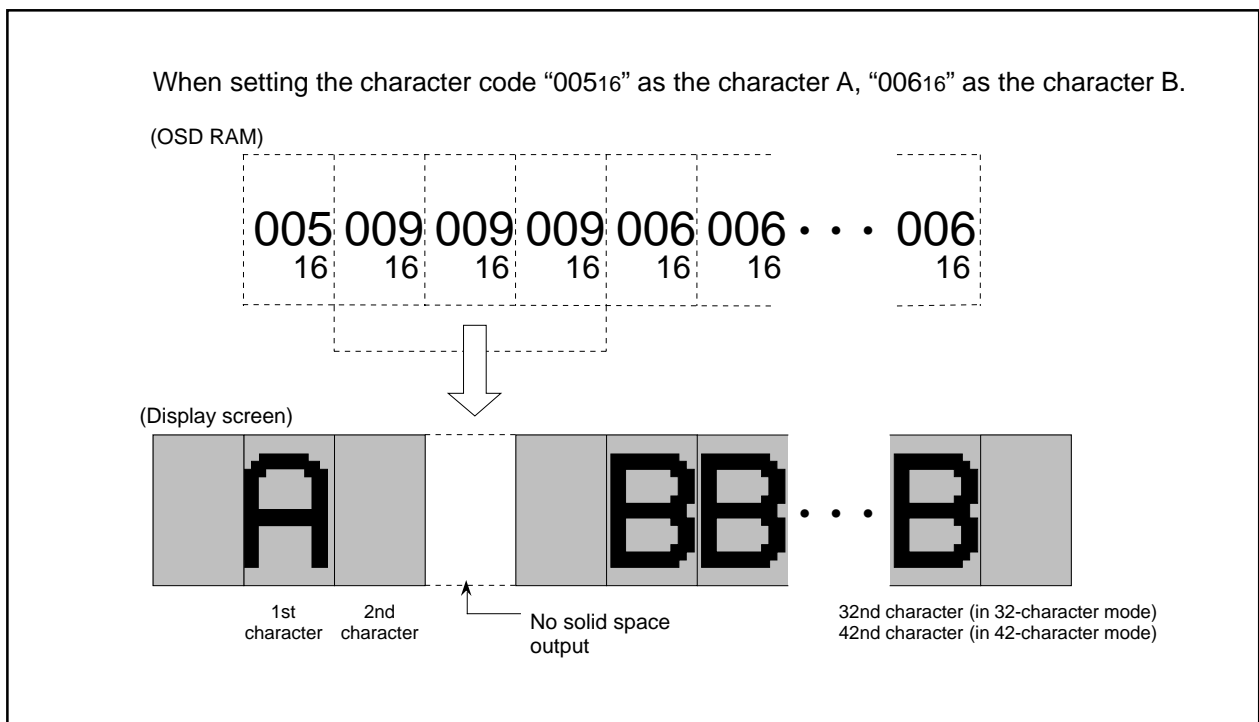 When setting the character code “00516” as the character A, “00616” as the character B.
(OSD RAM)
005 009 009 009 006 006 • • • 006
16 16 16 16 16 16 16
(Display screen)
A BB • • • B
1st character
2nd character
No solid space
output
32nd character (in 32-character mode)
42nd character (in 42-character mode)